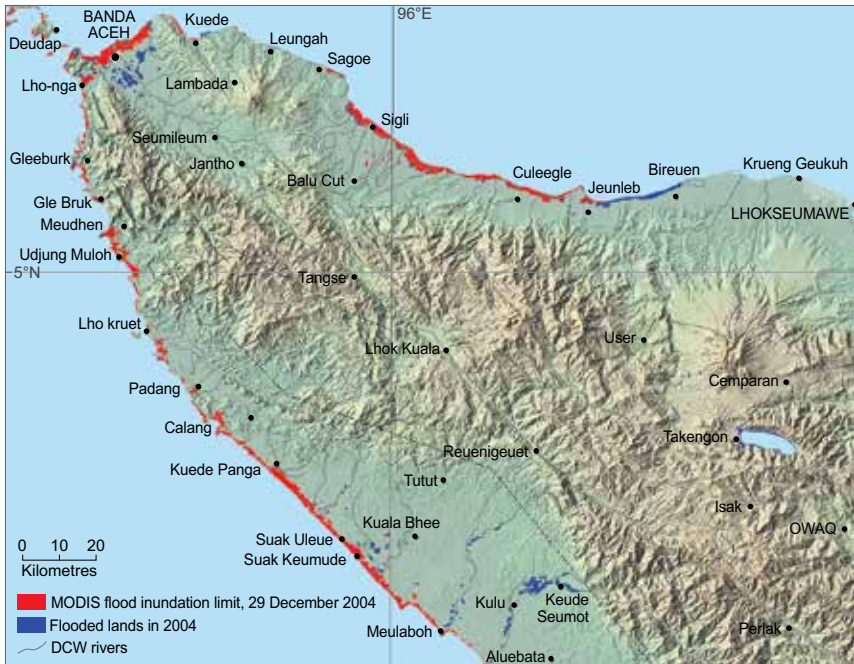 BANDA
ACEH
Kuede
96°E
Deudap
Leungah
Sagoe
Lho-nga
Lambada
Sigli
Seumileum
Gleeburk
Jantho
Balu Cut
Culeegle
Bireuen
Krueng Geukuh
Jeunleb
LHOKSEUMAWE
Gle Bruk
Meudhen
Udjung Muloh
5°N
Tangse
Lho kruet
Lhok Kuala
User
Cemparan
Padang
Calang
Takengon
Reuenigeuet
Kuede Panga
Tutut
Isak
Kuala Bhee
OWAQ
Suak Uleue
Suak Keumude
0 10 20
Kilometres
MODIS flood inundation limit, 29 December 2004
Flooded lands in 2004
DCW rivers
Kulu
Keude
Seumot
Meulaboh
Perlak
Aluebata